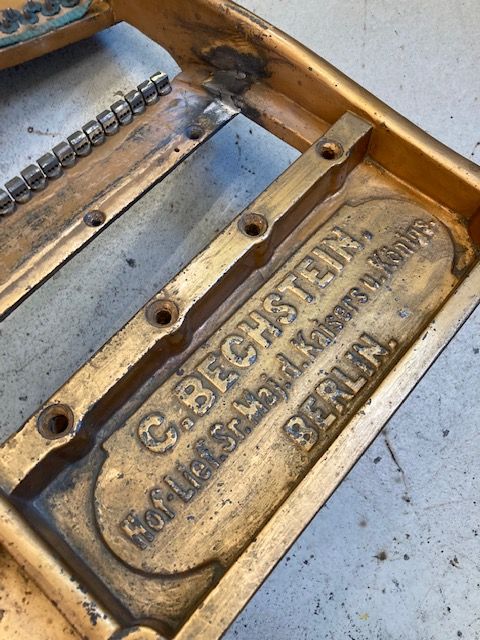 C. BECHSTEIN.
Hof-Lief. Sr. Maj. d. Kaisers u. Königs.
BERLIN.